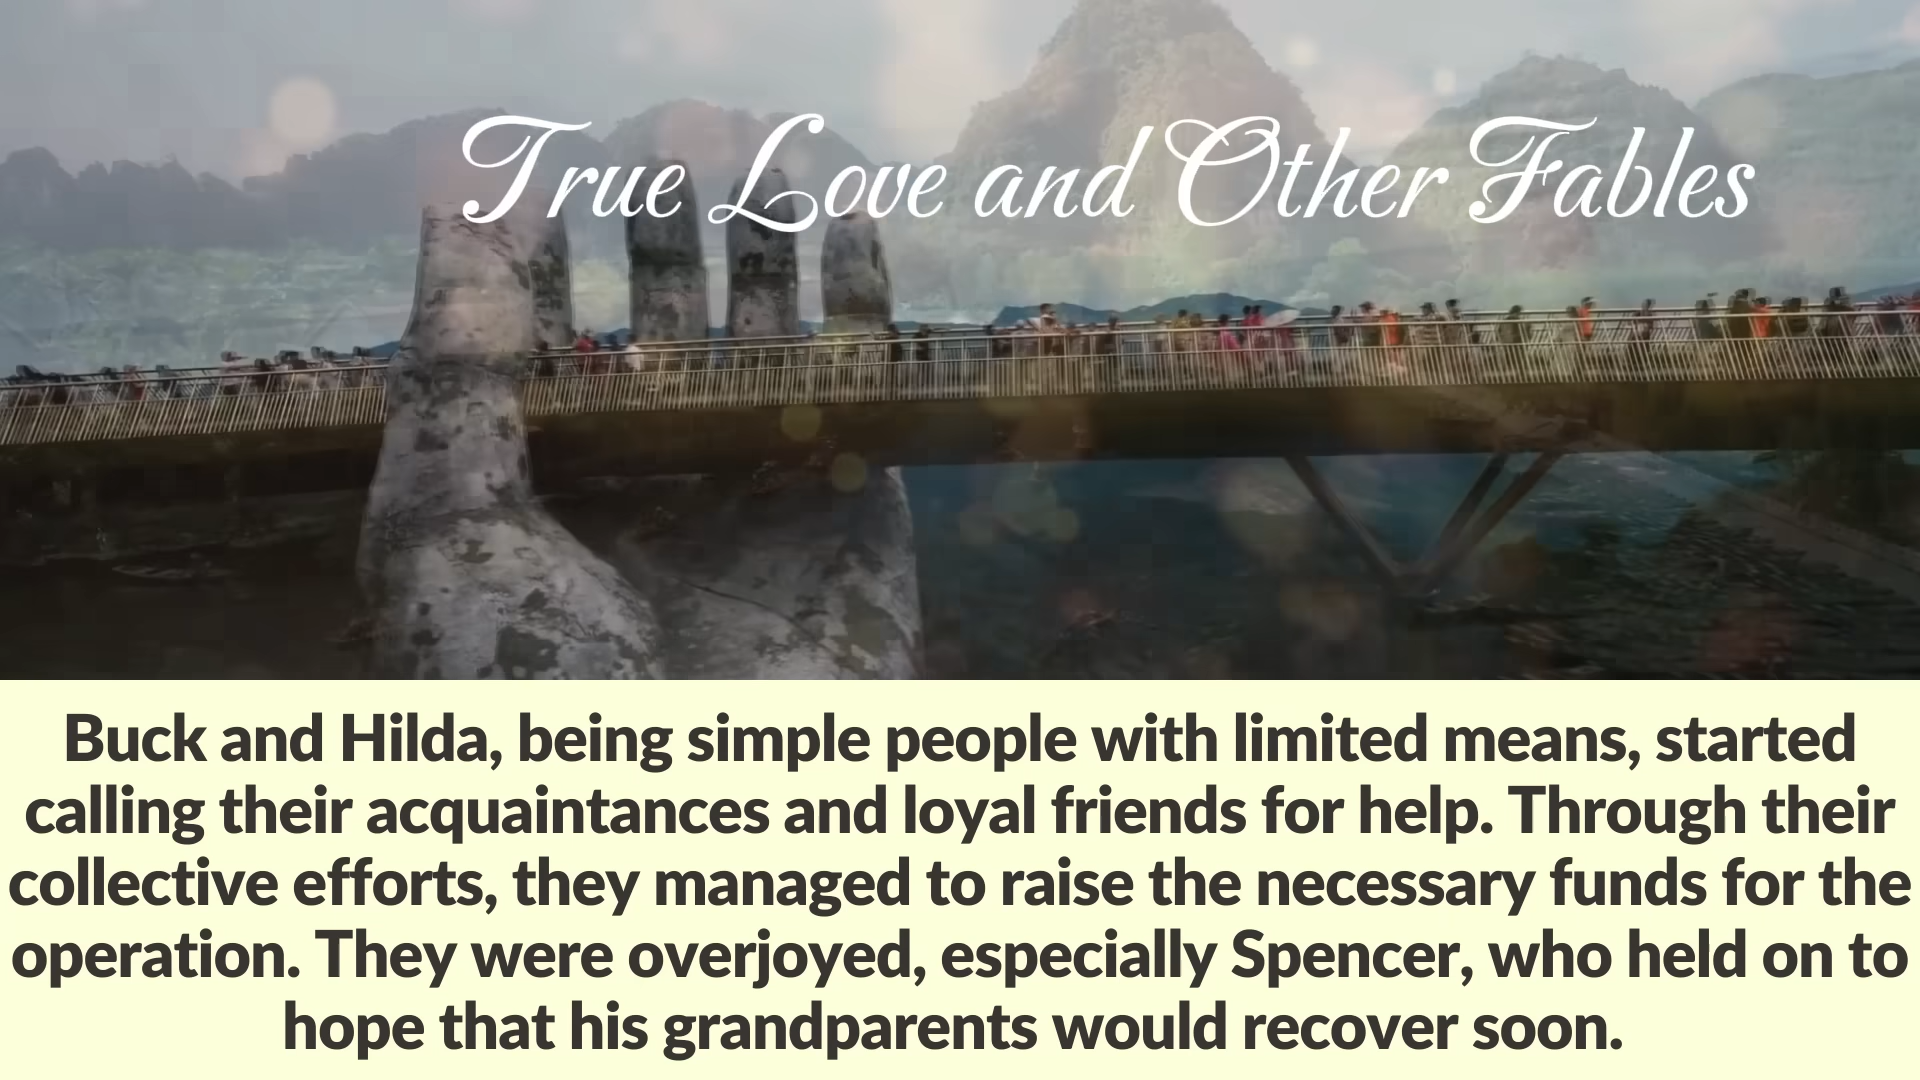 True Love and Other Fables
Buck and Hilda, being simple people with limited means, started
calling their acquaintances and loyal friends for help. Through their
collective efforts, they managed to raise the necessary funds for the
operation. They were overjoyed, especially Spencer, who held on to
hope that his grandparents would recover soon.